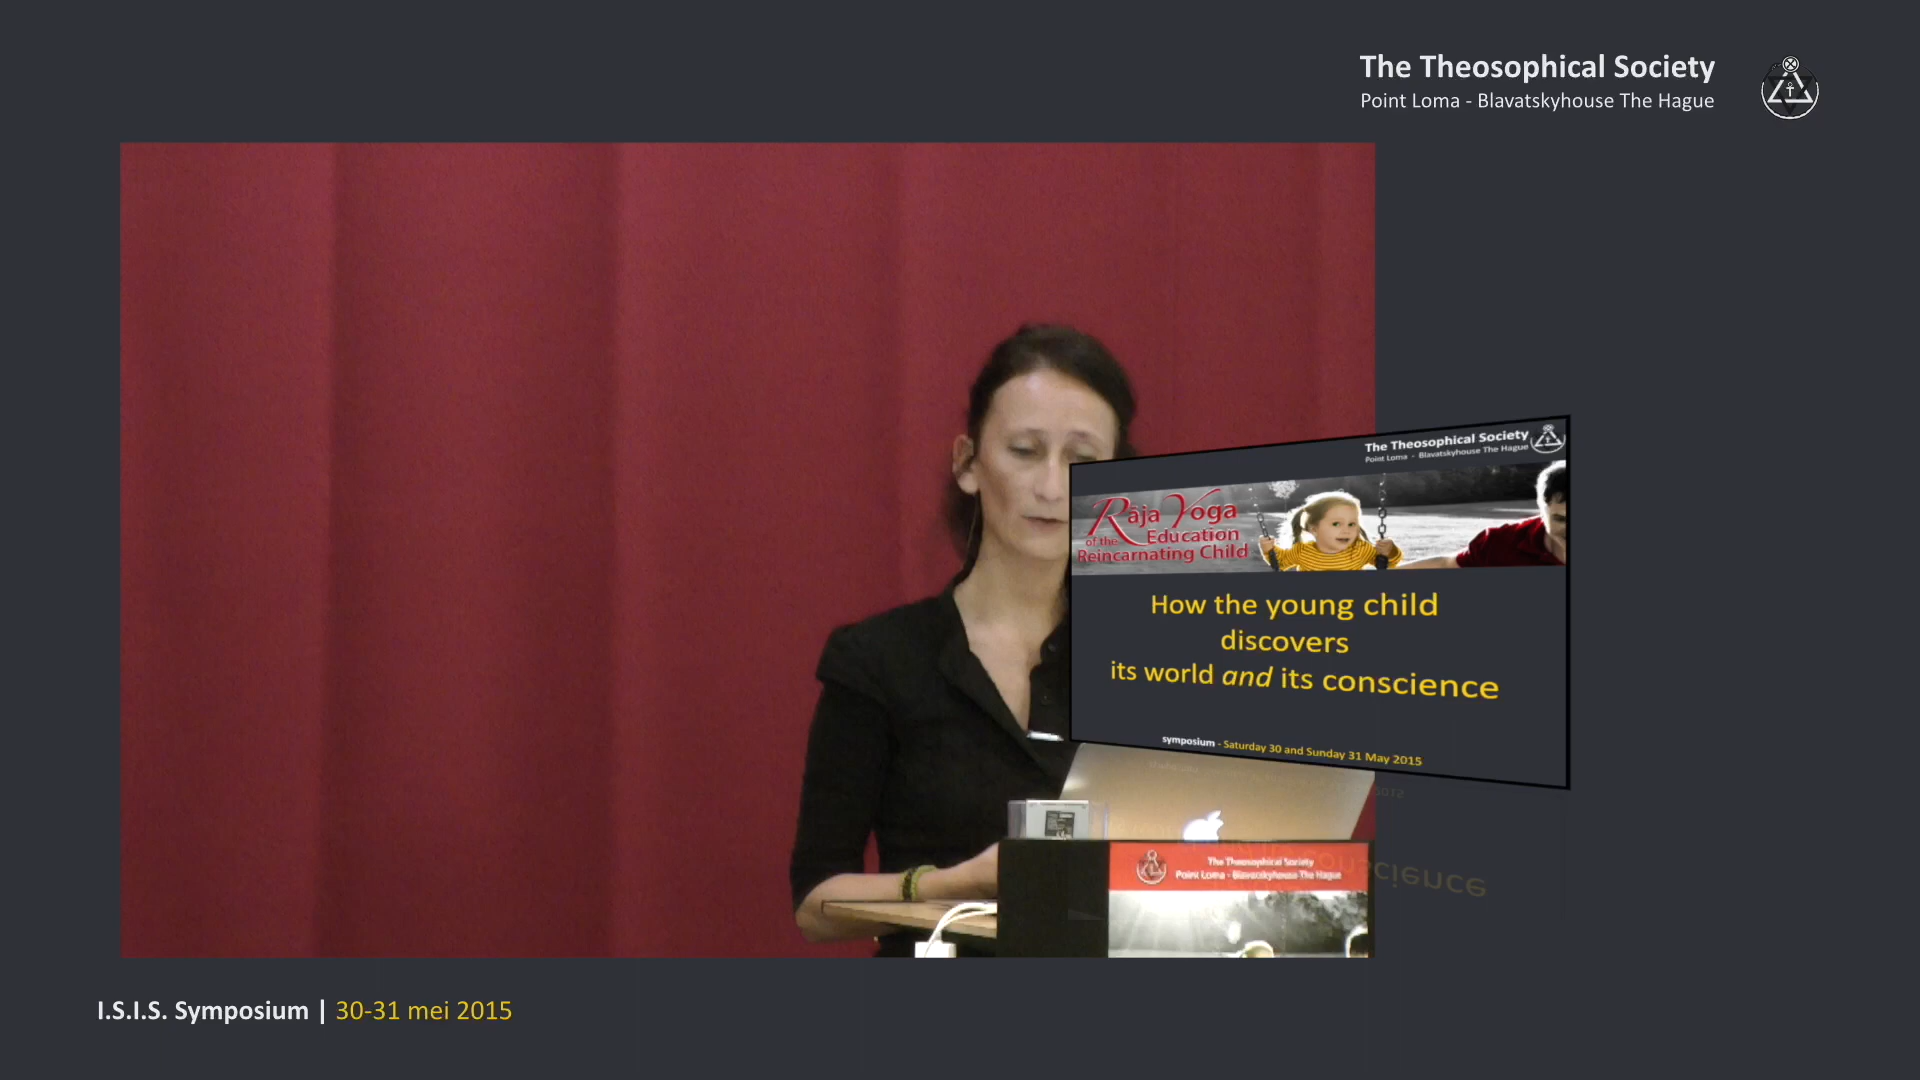 The Theosophical Society
Point Loma - Blavatskyhouse The Hague
The Theosophical Society
Point Loma - Blavatskyhouse The Hague
Râja Yoga
of the Education
Reincarnating Child
How the young child
discovers
its world and its conscience
symposium - Saturday 30 and Sunday 31 May 2015
The Theosophical Society
Point Loma - Blavatskyhouse The Hague
I.S.I.S. Symposium | 30-31 mei 2015